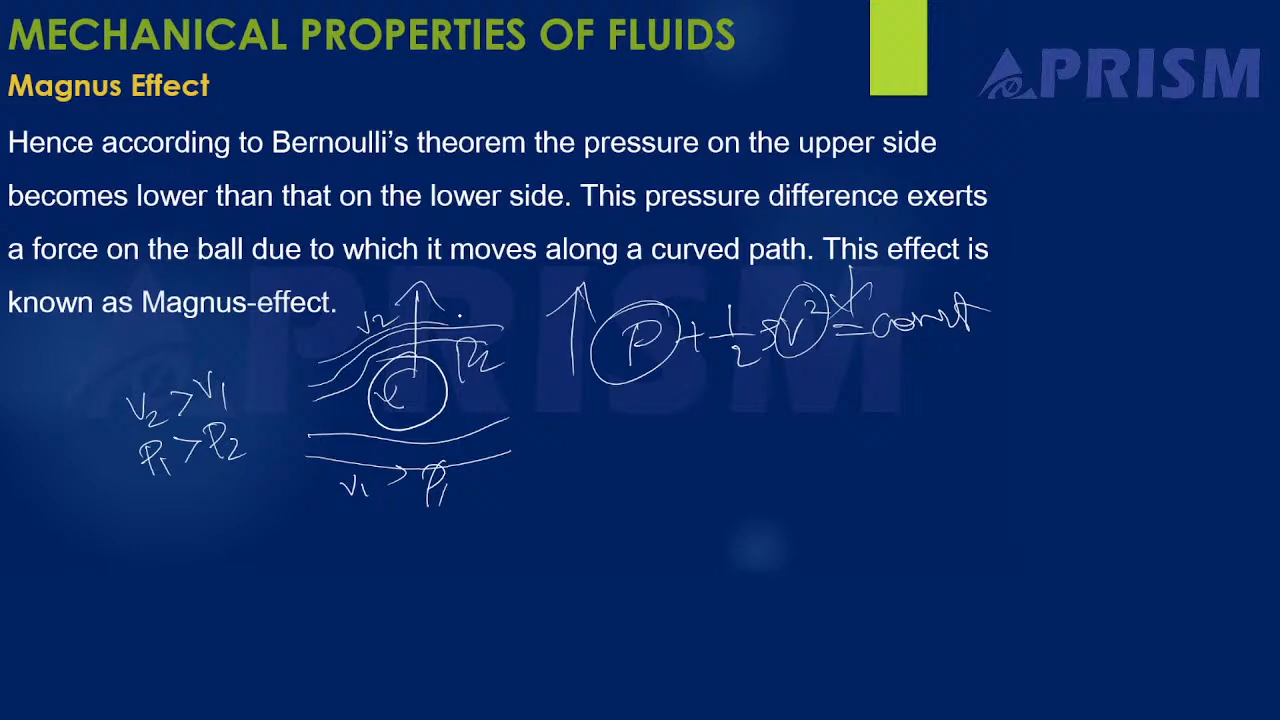 MECHANICAL PROPERTIES OF FLUIDS
PRISM
Magnus Effect
Hence according to Bernoulli's theorem the pressure on the upper side
becomes lower than that on the lower side. This pressure difference exerts
a force on the ball due to which it moves along a curved path. This effect is
known as Magnus-effect.
P + 1/2 ρv² = const
v₂
P₂
v₂ > v₁
P₁ > P₂
v₁ > P₁
PRISM